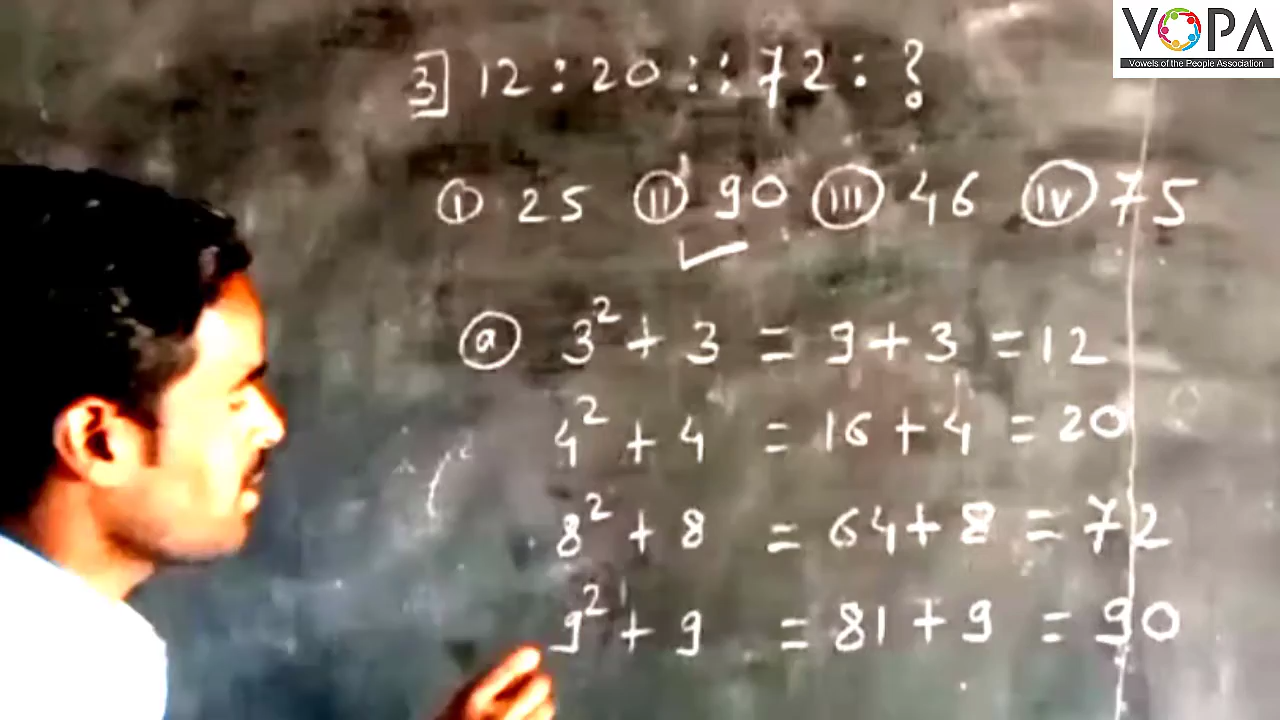 VOPA
Vowels of the People Association
3] 12 : 20 :: 72 : ?
(i) 25 (ii) 90 (iii) 46 (iv) 75
(a) 3² + 3 = 9 + 3 = 12
4² + 4 = 16 + 4 = 20
8² + 8 = 64 + 8 = 72
9² + 9 = 81 + 9 = 90